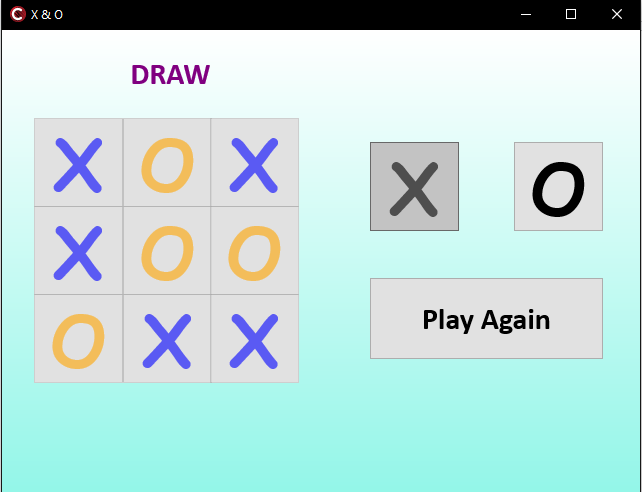 X & O
DRAW
X O X
X O O
O X X
X O
Play Again